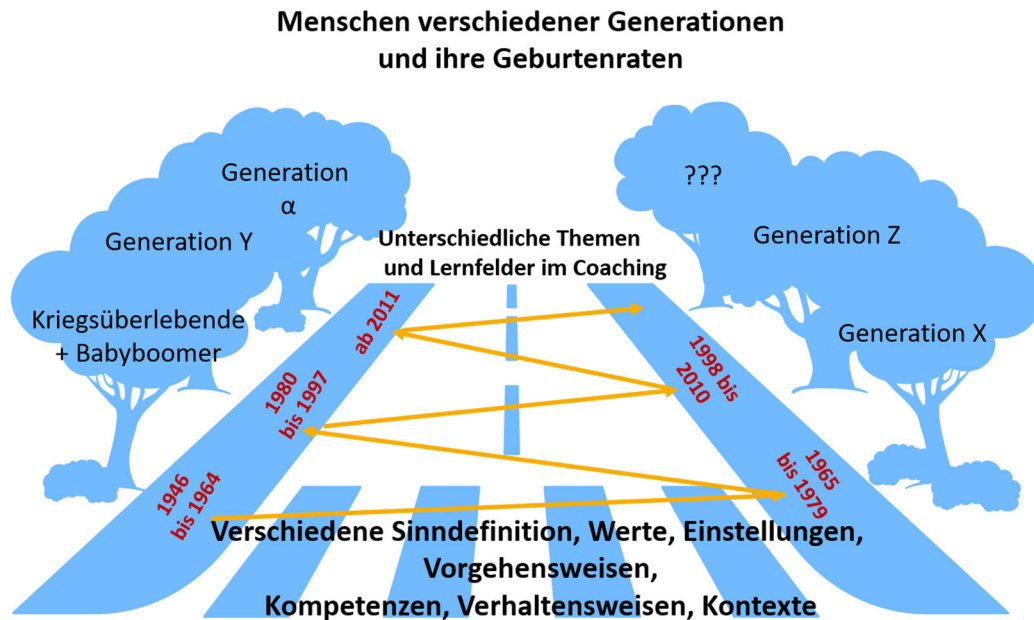 Menschen verschiedener Generationen
und ihre Geburtenraten
Generation
α
???
Generation Y
Generation Z
Unterschiedliche Themen
und Lernfelder im Coaching
Kriegsüberlebende
+ Babyboomer
Generation X
ab 2011
1998 bis
2010
1980
bis 1997
1965
bis 1979
1946
bis 1964
Verschiedene Sinndefinition, Werte, Einstellungen,
Vorgehensweisen,
Kompetenzen, Verhaltensweisen, Kontexte